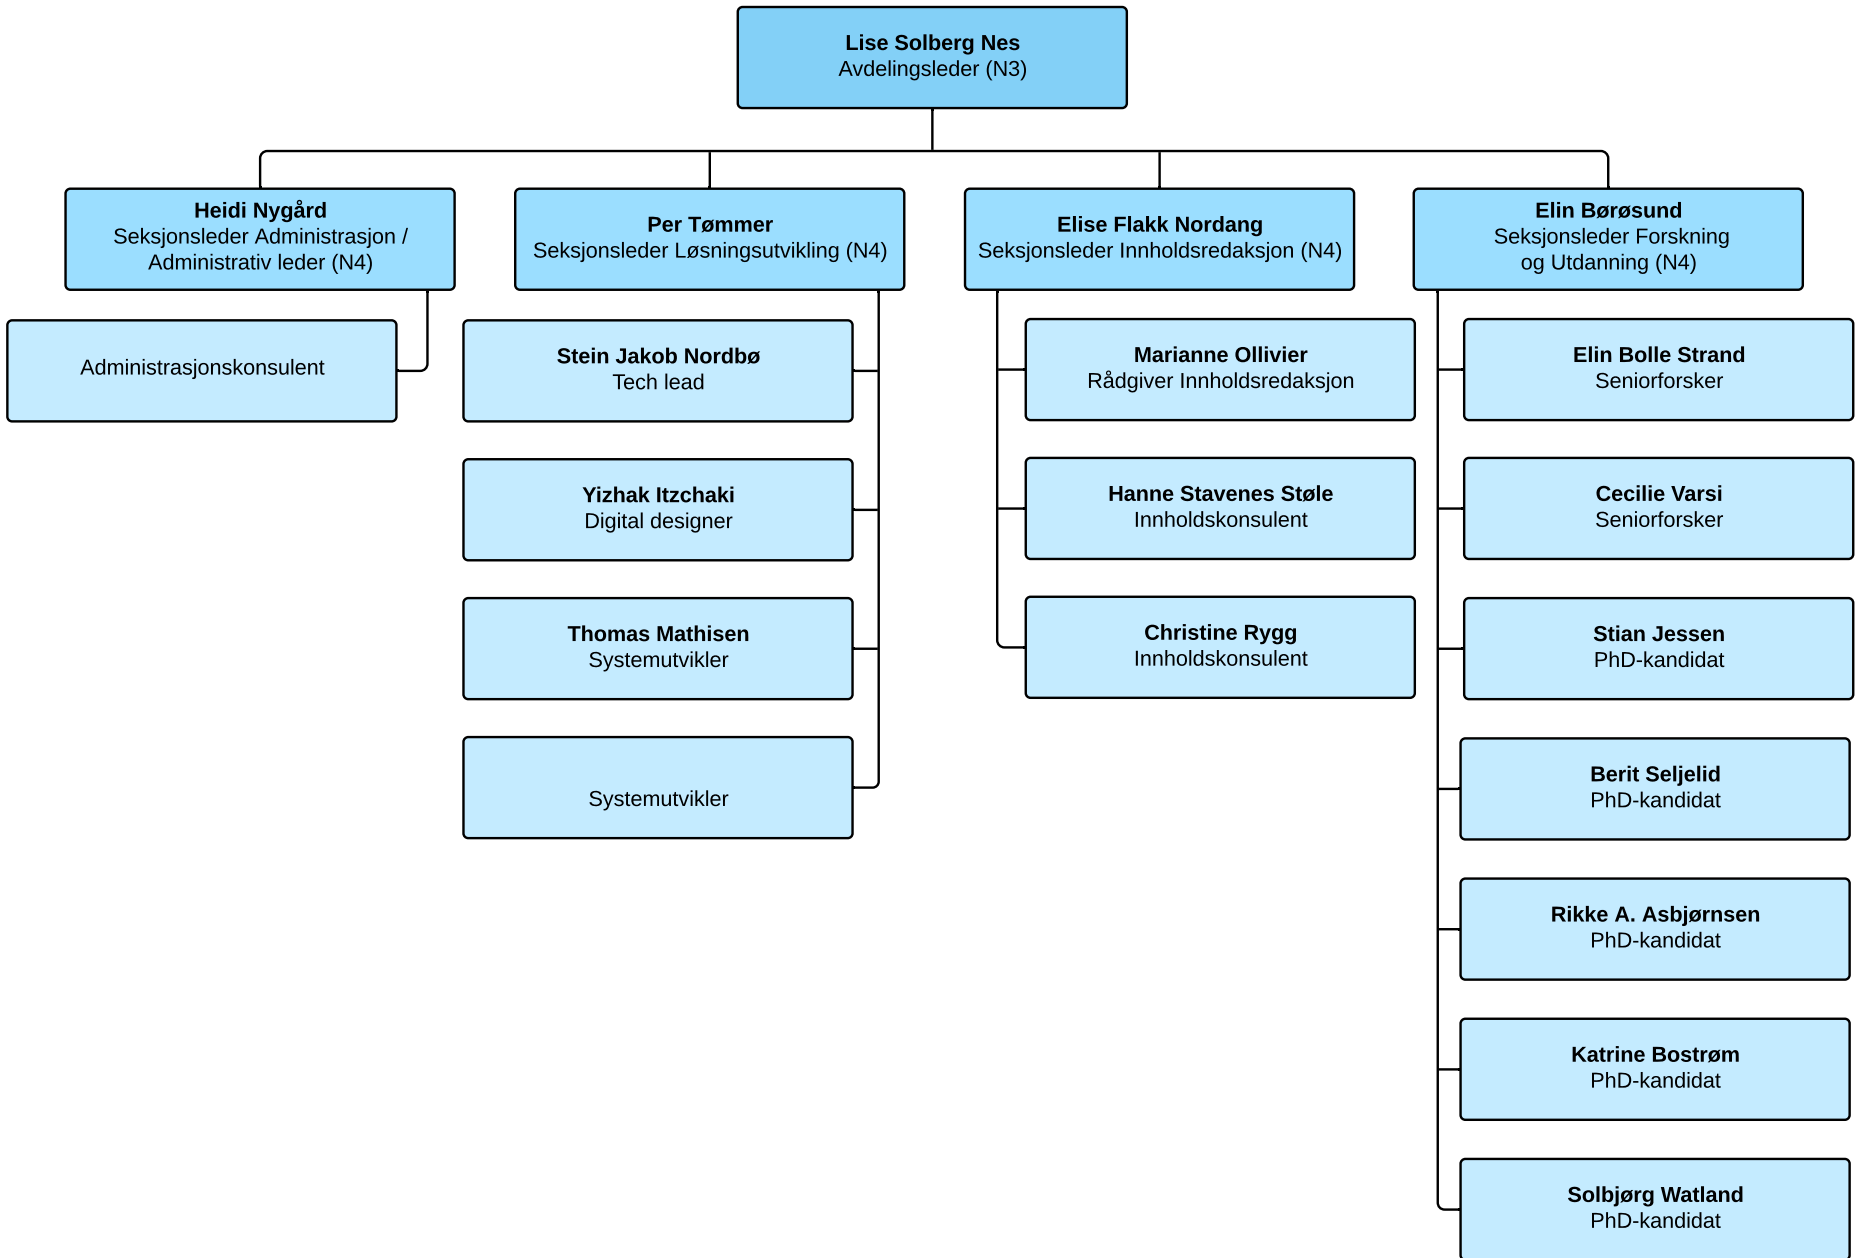 Lise Solberg Nes
Avdelingsleder (N3)
Heidi Nygård
Seksjonsleder Administrasjon /
Administrativ leder (N4)
Administrasjonskonsulent
Per Tømmer
Seksjonsleder Løsningsutvikling (N4)
Stein Jakob Nordbø
Tech lead
Yizhak Itzchaki
Digital designer
Thomas Mathisen
Systemutvikler
Systemutvikler
Elise Flakk Nordang
Seksjonsleder Innholdsredaksjon (N4)
Marianne Ollivier
Rådgiver Innholdsredaksjon
Hanne Stavenes Støle
Innholdskonsulent
Christine Rygg
Innholdskonsulent
Elin Børøsund
Seksjonsleder Forskning
og Utdanning (N4)
Elin Bolle Strand
Seniorforsker
Cecilie Varsi
Seniorforsker
Stian Jessen
PhD-kandidat
Berit Seljelid
PhD-kandidat
Rikke A. Asbjørnsen
PhD-kandidat
Katrine Bostrøm
PhD-kandidat
Solbjørg Watland
PhD-kandidat